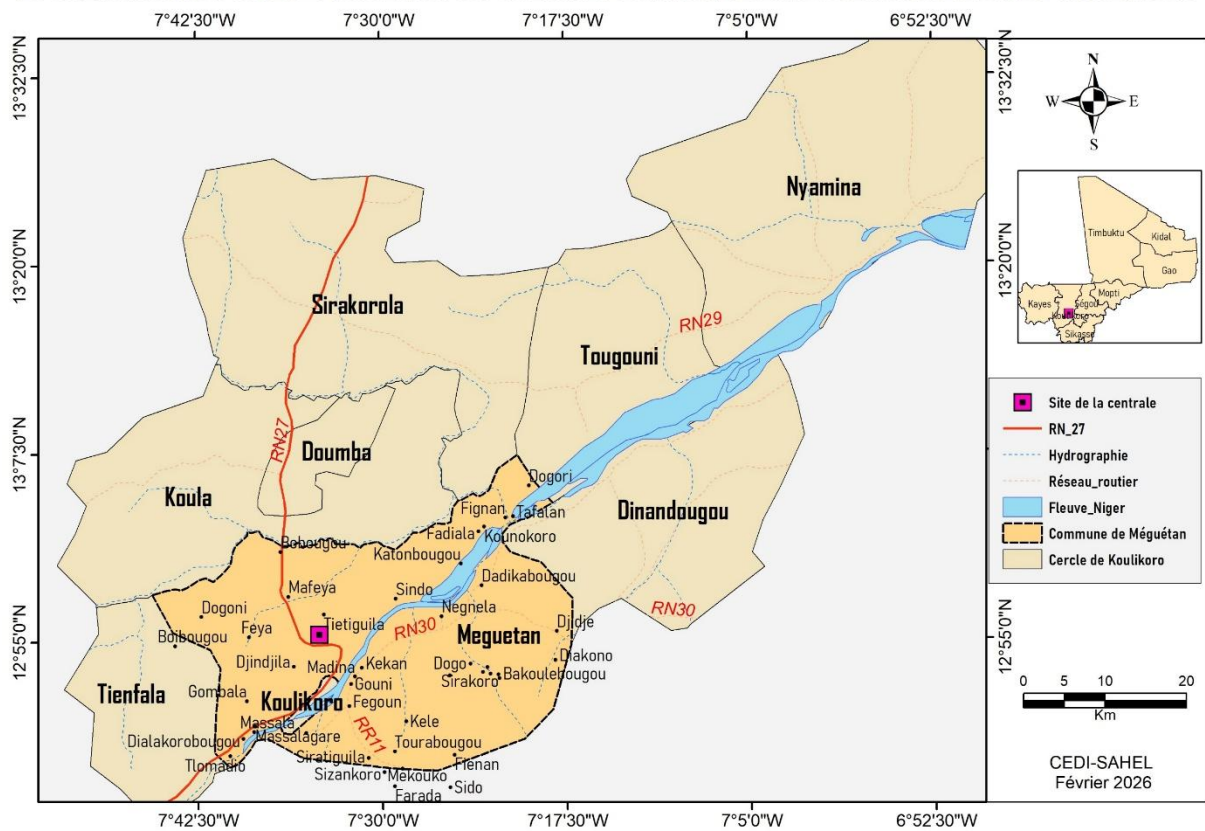 7°42'30"W 7°30'0"W 7°17'30"W 7°5'0"W 6°52'30"W
13°32'30"N
13°32'30"N
N
W E
S
Nyamina
Timbuktu
Kidal
Gao
Mopti
Kayes
Ségou
Koulikoro
Sikasso
13°20'0"N
13°20'0"N
Sirakorola
RN29
Tougouni
Site de la centrale
RN_27
Hydrographie
Réseau_routier
Fleuve_Niger
Commune de Méguétan
Cercle de Koulikoro
RN27
Doumba
13°7'30"N
13°7'30"N
Koula
Dogori
Fignan
Tafalan
Dinandougou
Fadiala
Kounokoro
Bobougou
Katonbougou
Dadikabougou
Mafeya
Sindo
Dogoni
Tietiguila
Negnela
RN30
RN30
Feya
Djldje
Meguetan
Boibougou
12°55'0"N
12°55'0"N
Djindjila
Madina
Kekan
Dogo
Diakono
Sirakoro
Bakoulebougou
Tienfala
Gouni
Gombala
Koulikoro
Fegoun
Massala
Kele
RR11
Dialakorobougou
Massalagare
Tourabougou
Tlomadio
Siratiguila
Flenan
Sizankoro
Mekouko
Farada
Sido
0 5 10 20
Km
CEDI-SAHEL
Février 2026
7°42'30"W 7°30'0"W 7°17'30"W 7°5'0"W 6°52'30"W